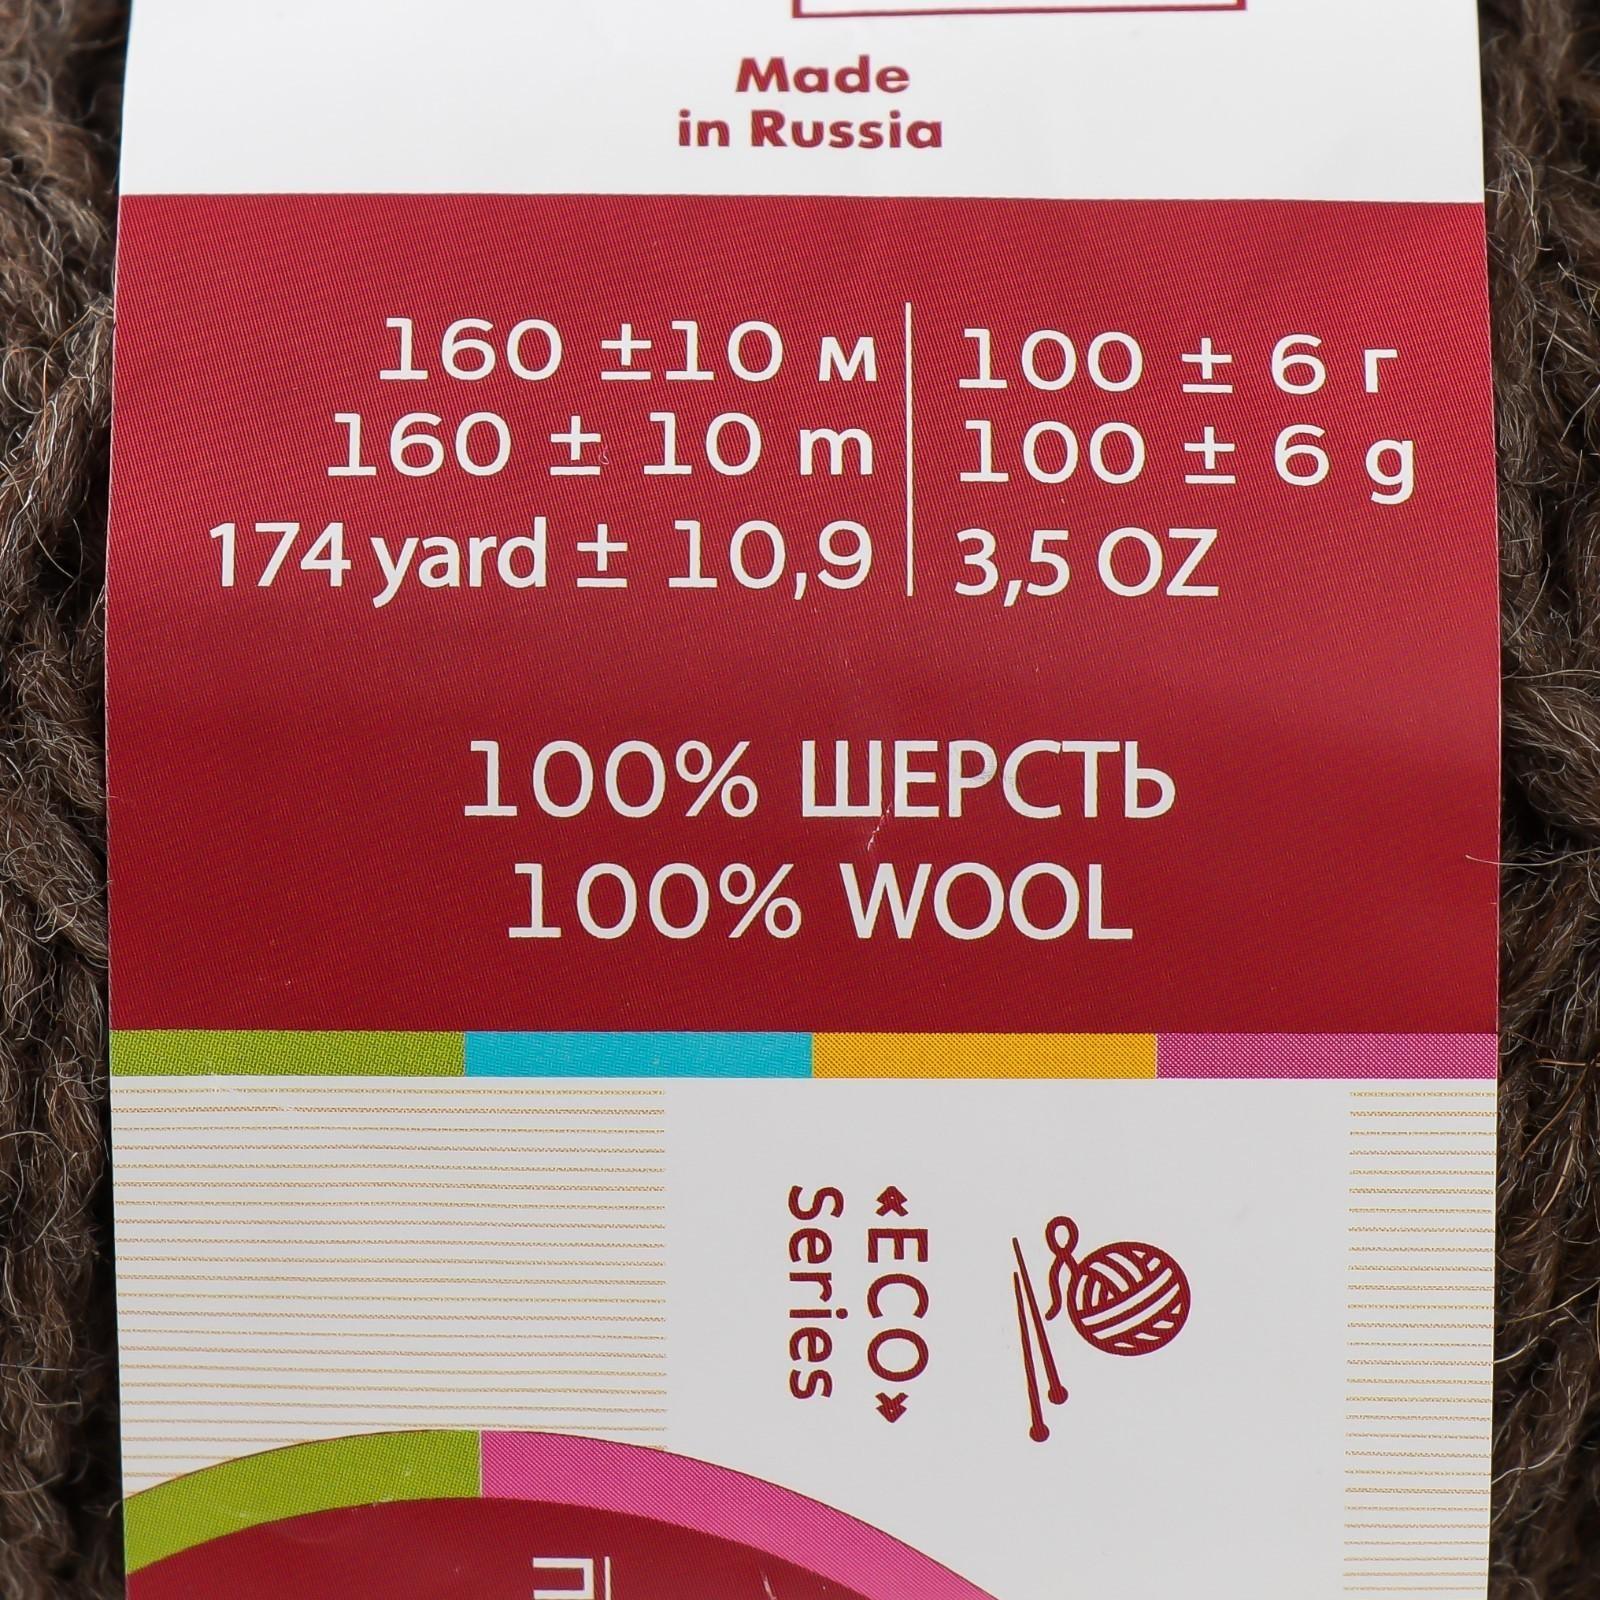 Made
in Russia
160 ±10 м
160 ± 10 m
174 yard ± 10,9
100 ± 6 г
100 ± 6 g
3,5 OZ
100% ШЕРСТЬ
100% WOOL
«ECO»
Series